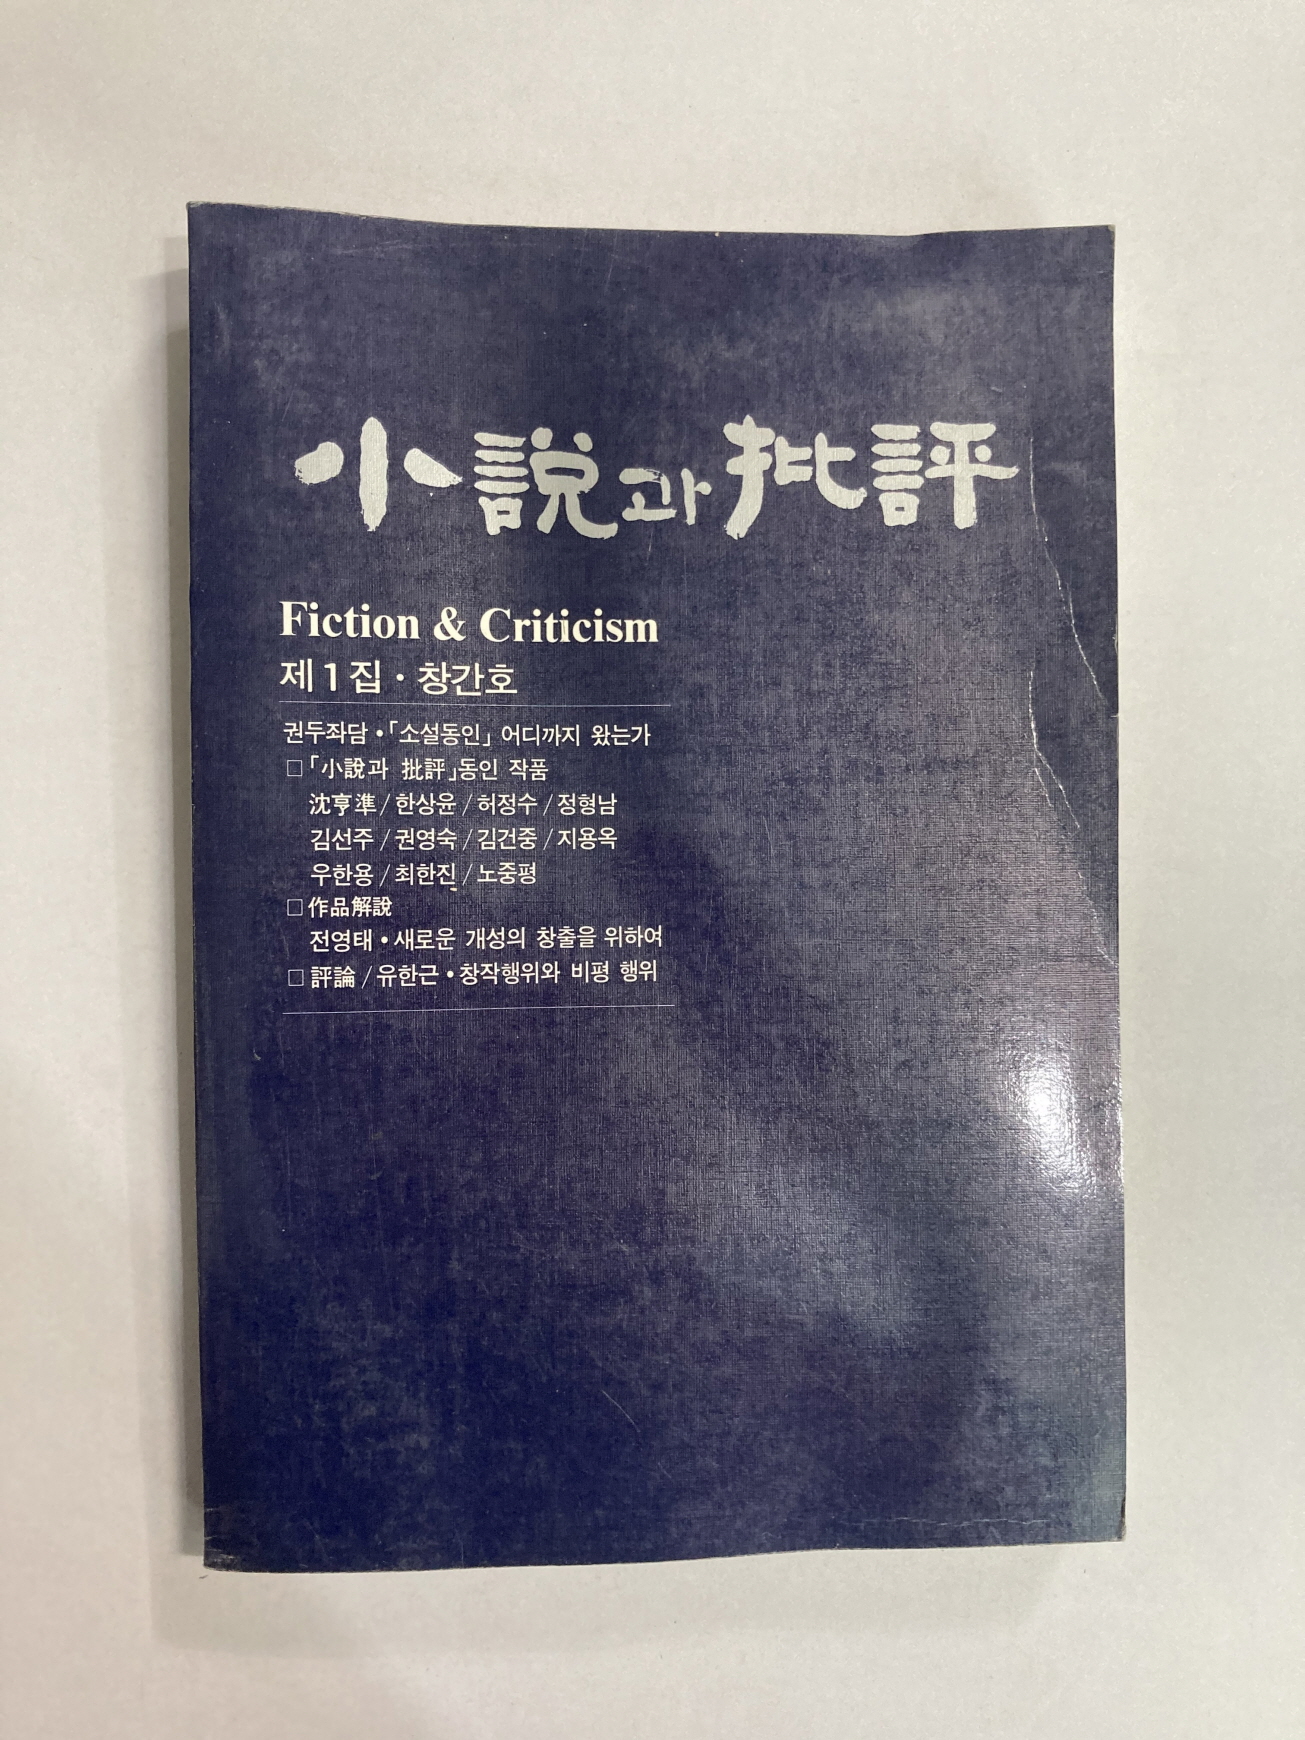 小說과批評
Fiction & Criticism
제1집·창간호
권두좌담•「소설동인」 어디까지 왔는가
□「小說과 批評」동인 작품
沈亨準/한상윤/허정수/정형남
김선주/권영숙/김건중/지용옥
우한용/최한진/노중평
□作品解說
전영태•새로운 개성의 창출을 위하여
□評論/유한근•창작행위와 비평 행위